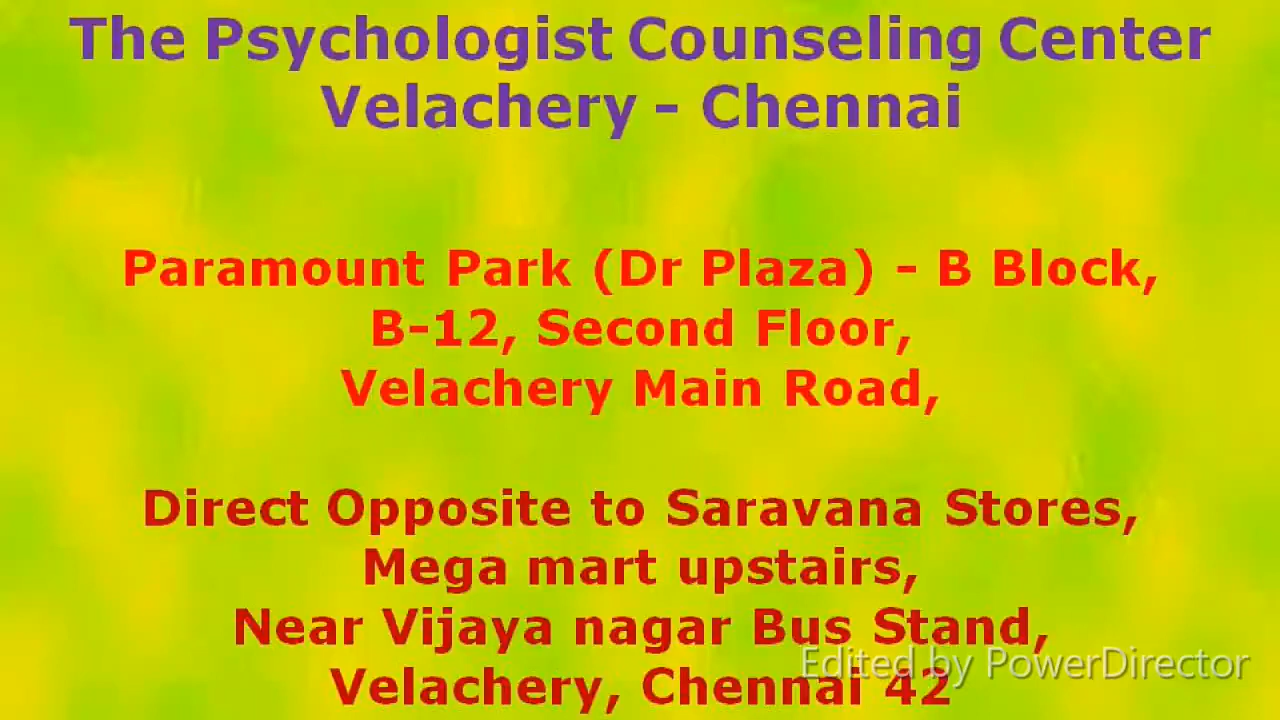 The Psychologist Counseling Center
Velachery - Chennai
Paramount Park (Dr Plaza) - B Block,
B-12, Second Floor,
Velachery Main Road,
Direct Opposite to Saravana Stores,
Mega mart upstairs,
Near Vijaya nagar Bus Stand,
Edited by PowerDirector
Velachery, Chennai 42